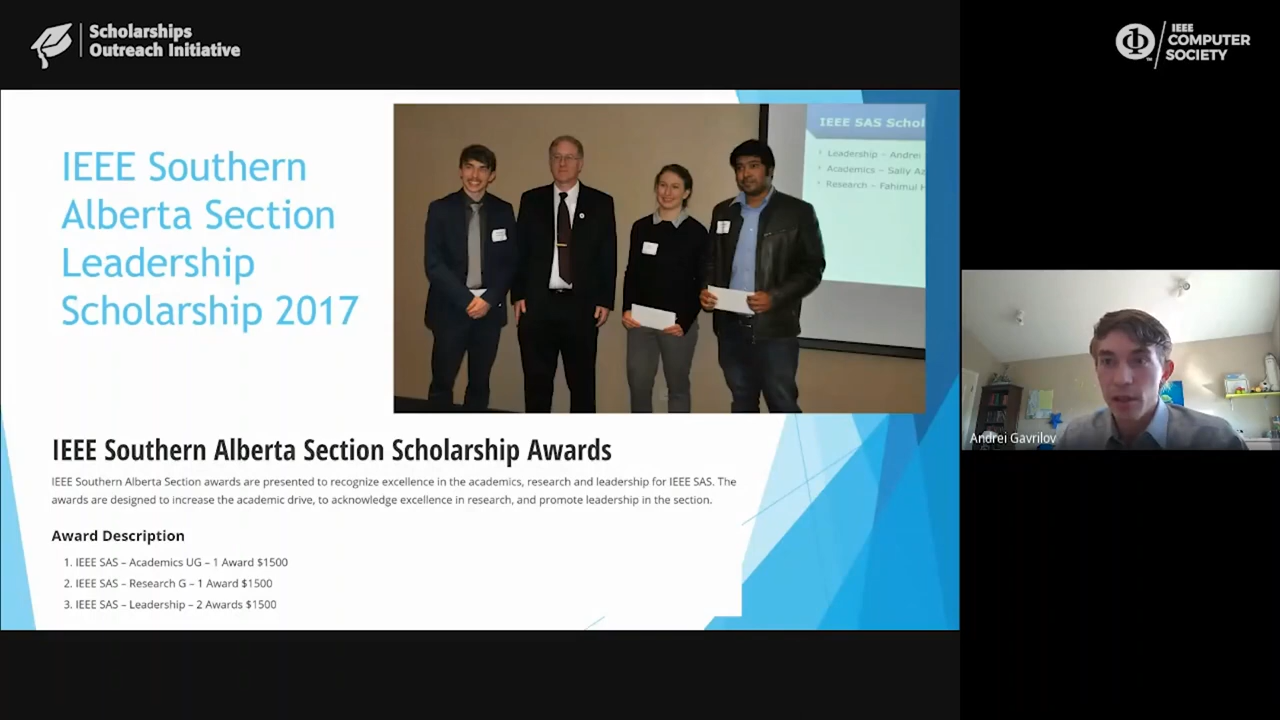 Scholarships
Outreach Initiative
IEEE
COMPUTER
SOCIETY
IEEE Southern
Alberta Section
Leadership
Scholarship 2017
IEEE SAS Schol
Leadership – Andrei
Academics – Sally
Research – Fahimul
Andrei Gavrilov
IEEE Southern Alberta Section Scholarship Awards
IEEE Southern Alberta Section awards are presented to recognize excellence in the academics, research and leadership for IEEE SAS. The
awards are designed to increase the academic drive, to acknowledge excellence in research, and promote leadership in the section.
Award Description
1. IEEE SAS – Academics UG – 1 Award $1500
2. IEEE SAS – Research G – 1 Award $1500
3. IEEE SAS – Leadership – 2 Awards $1500